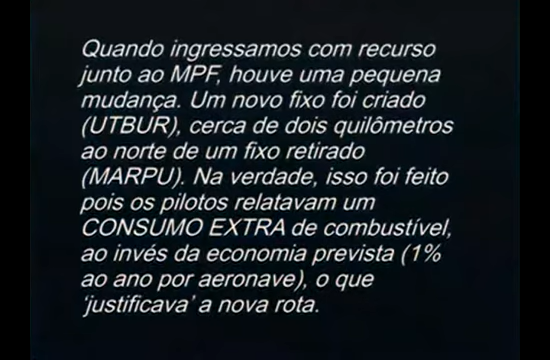 Quando ingressamos com recurso
junto ao MPF, houve uma pequena
mudança. Um novo fixo foi criado
(UTBUR), cerca de dois quilômetros
ao norte de um fixo retirado
(MARPU). Na verdade, isso foi feito
pois os pilotos relatavam um
CONSUMO EXTRA de combustível,
ao invés da economia prevista (1%
ao ano por aeronave), o que
‘justificava’ a nova rota.